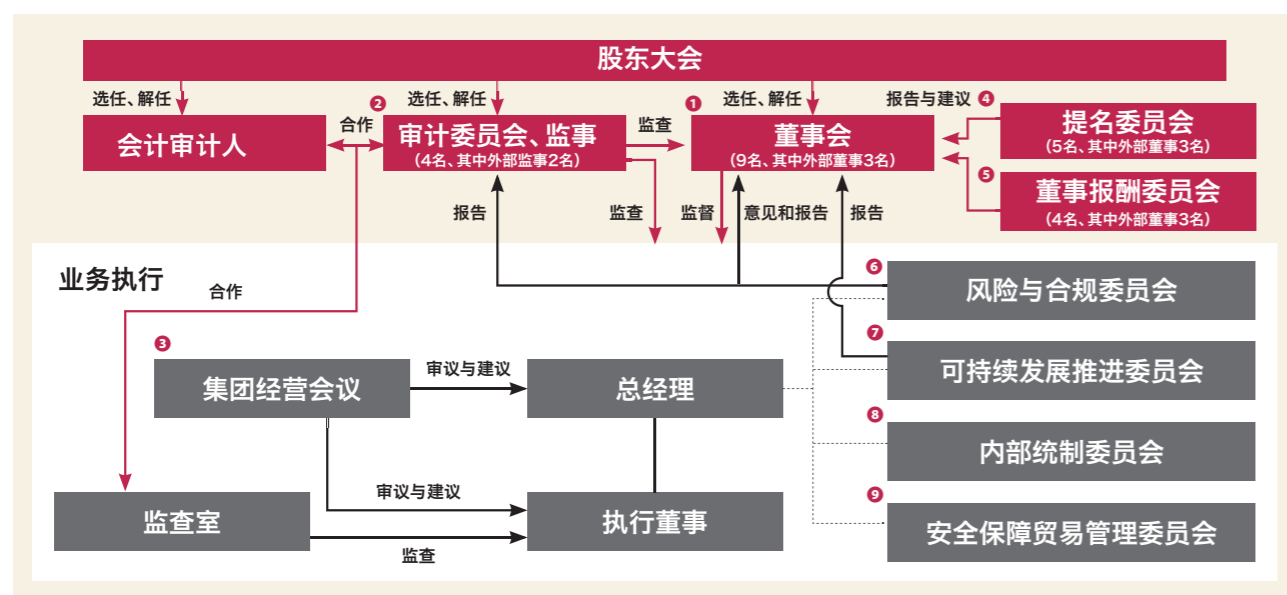 股东大会
选任、解任
选任、解任
选任、解任
报告与建议 ❹
❷
❶
会计审计人
合作
审计委员会、监事
（4名、其中外部监事2名）
监查
董事会
（9名、其中外部董事3名）
提名委员会
（5名、其中外部董事3名）
❺
董事报酬委员会
（4名、其中外部董事3名）
报告
监查
监督
意见和报告
报告
业务执行
合作
❻
风险与合规委员会
❸
集团经营会议
审议与建议
总经理
❼
可持续发展推进委员会
❽
内部统制委员会
审议与建议
监查室
监查
执行董事
❾
安全保障贸易管理委员会